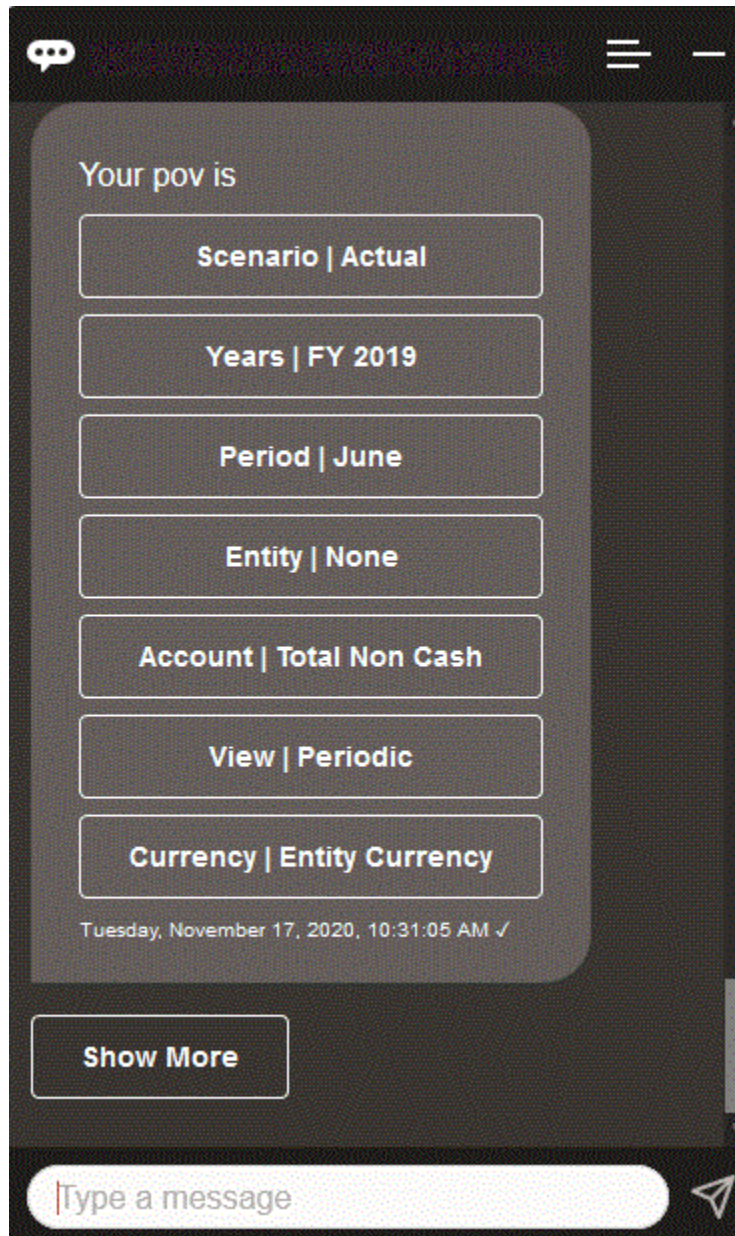 Your pov is
Scenario | Actual
Years | FY 2019
Period | June
Entity | None
Account | Total Non Cash
View | Periodic
Currency | Entity Currency
Tuesday, November 17, 2020, 10:31:05 AM ✓
Show More
Type a message